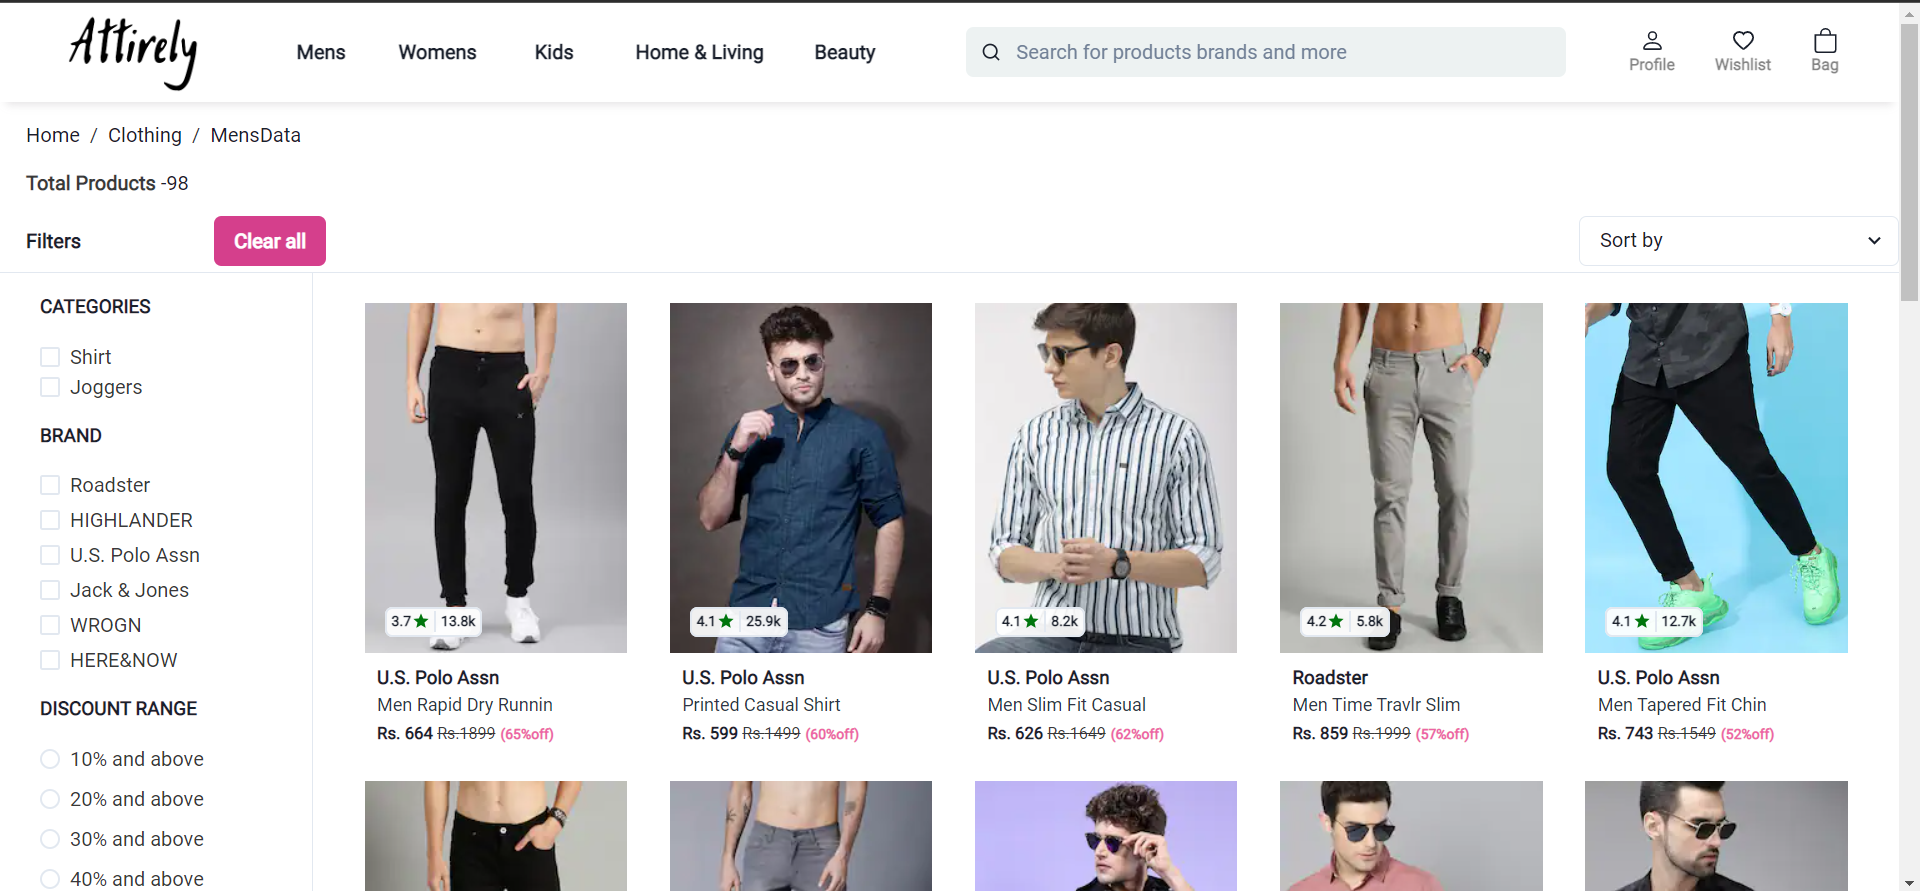 Attirely
Mens Womens Kids Home & Living Beauty
Search for products brands and more
Profile Wishlist Bag
Home / Clothing / MensData
Total Products -98
Filters Clear all Sort by
CATEGORIES
Shirt
Joggers
BRAND
Roadster
HIGHLANDER
U.S. Polo Assn
Jack & Jones
WROGN
HERE&NOW
DISCOUNT RANGE
10% and above
20% and above
30% and above
40% and above
3.7 13.8k
U.S. Polo Assn
Men Rapid Dry Runnin
Rs. 664 Rs.1899 (65%off)
4.1 25.9k
U.S. Polo Assn
Printed Casual Shirt
Rs. 599 Rs.1499 (60%off)
4.1 8.2k
U.S. Polo Assn
Men Slim Fit Casual
Rs. 626 Rs.1649 (62%off)
4.2 5.8k
Roadster
Men Time Travlr Slim
Rs. 859 Rs.1999 (57%off)
4.1 12.7k
U.S. Polo Assn
Men Tapered Fit Chin
Rs. 743 Rs.1549 (52%off)